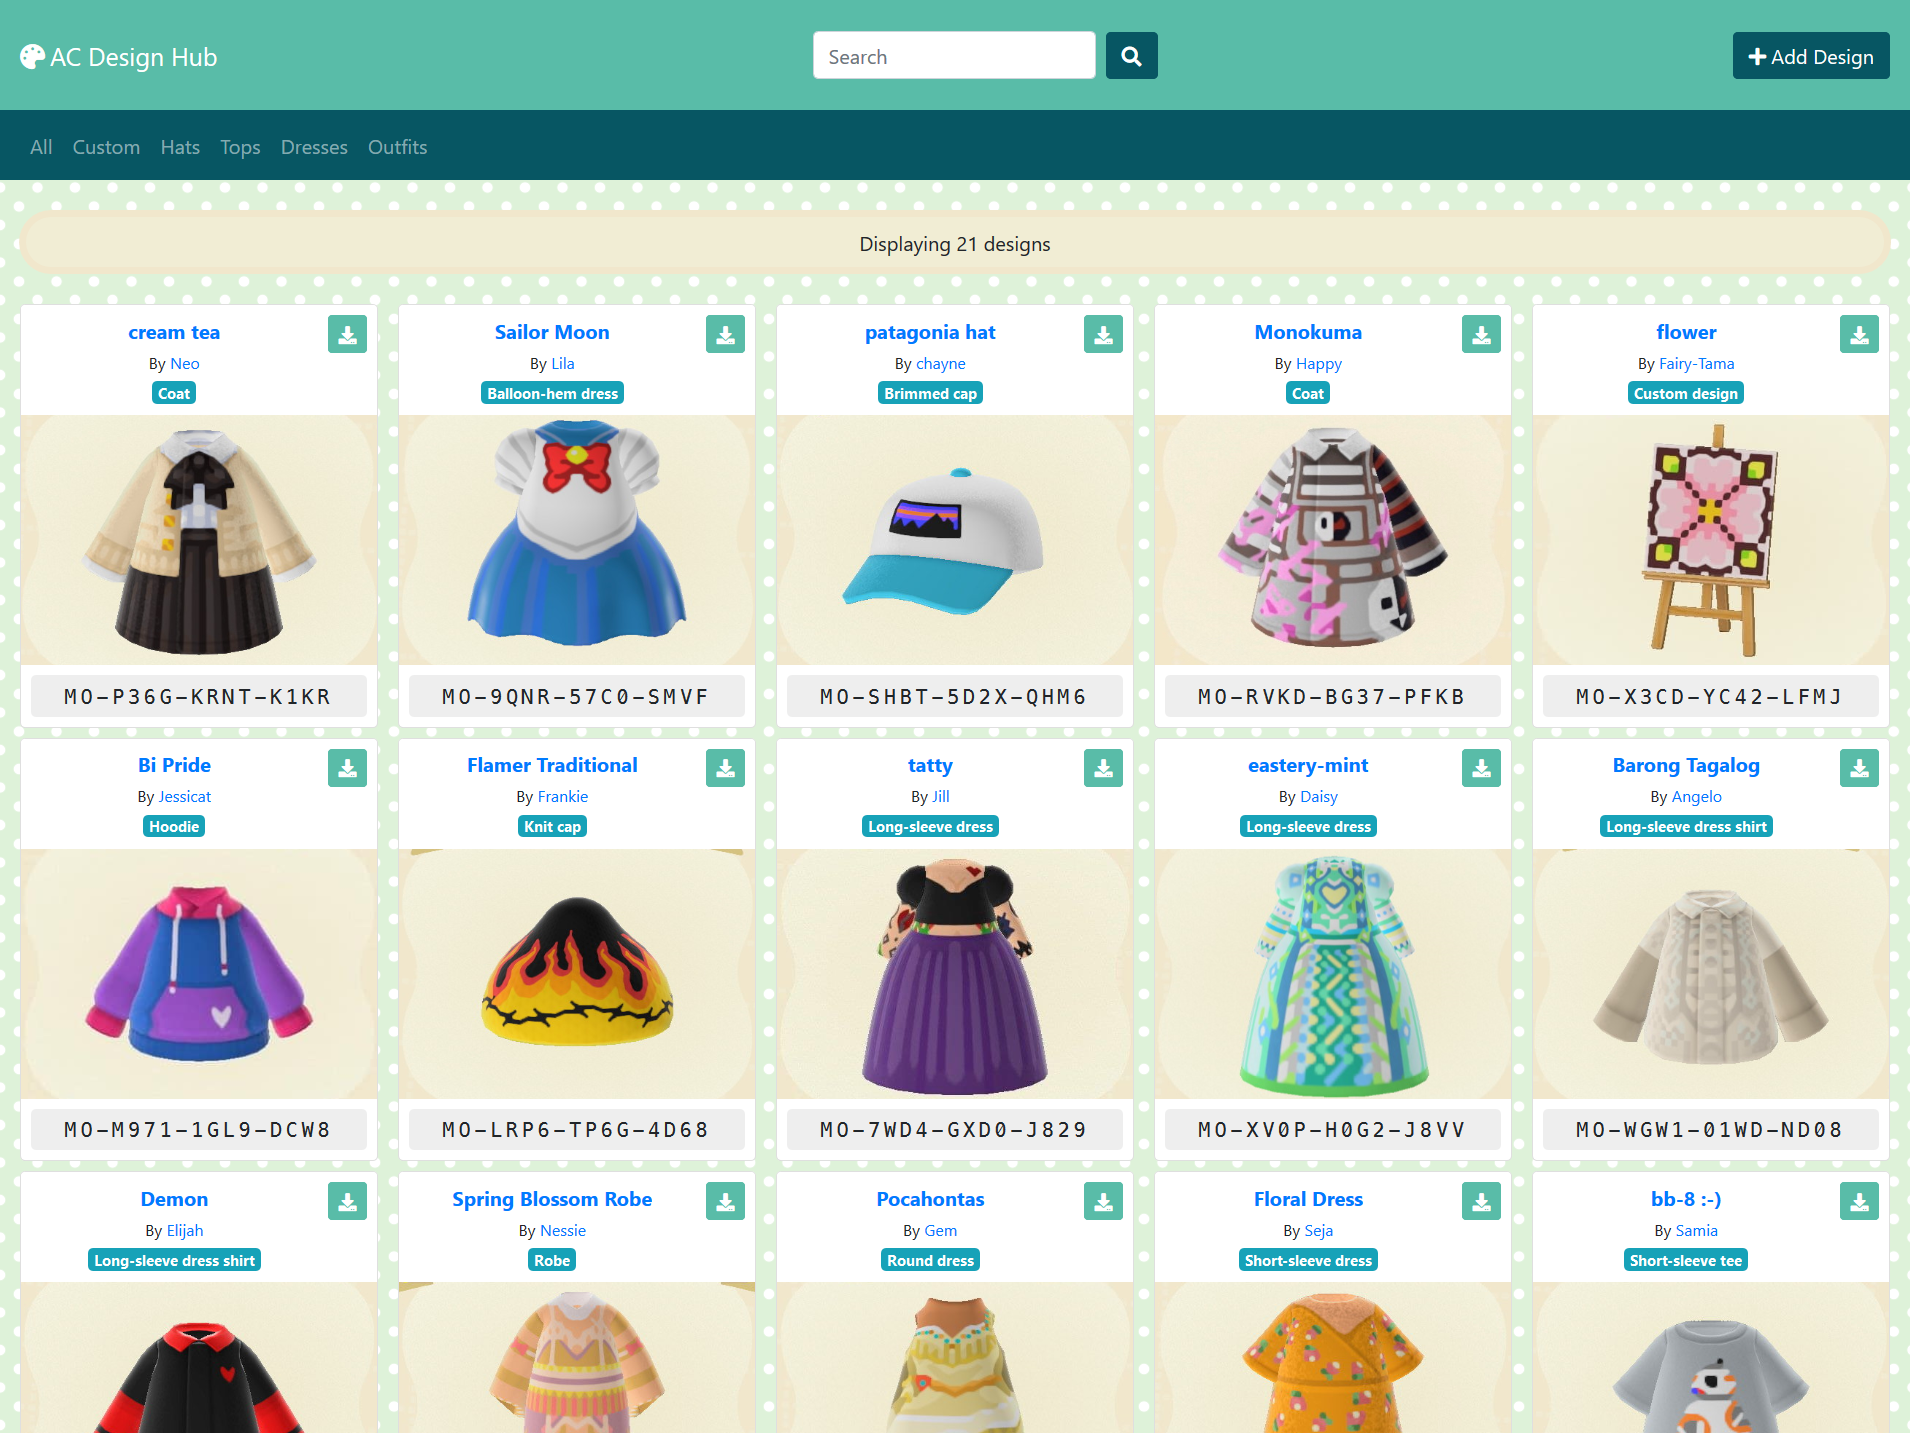 AC Design Hub
Search
Add Design
All Custom Hats Tops Dresses Outfits
Displaying 21 designs
cream tea
By Neo
Coat
MO-P36G-KRNT-K1KR
Sailor Moon
By Lila
Balloon-hem dress
MO-9QNR-57C0-SMVF
patagonia hat
By chayne
Brimmed cap
MO-SHBT-5D2X-QHM6
Monokuma
By Happy
Coat
MO-RVKD-BG37-PFKB
flower
By Fairy-Tama
Custom design
MO-X3CD-YC42-LFMJ
Bi Pride
By Jessicat
Hoodie
MO-M971-1GL9-DCW8
Flamer Traditional
By Frankie
Knit cap
MO-LRP6-TP6G-4D68
tatty
By Jill
Long-sleeve dress
MO-7WD4-GXD0-J829
eastery-mint
By Daisy
Long-sleeve dress
MO-XV0P-H0G2-J8VV
Barong Tagalog
By Angelo
Long-sleeve dress shirt
MO-WGW1-01WD-ND08
Demon
By Elijah
Long-sleeve dress shirt
Spring Blossom Robe
By Nessie
Robe
Pocahontas
By Gem
Round dress
Floral Dress
By Seja
Short-sleeve dress
bb-8 :-)
By Samia
Short-sleeve tee